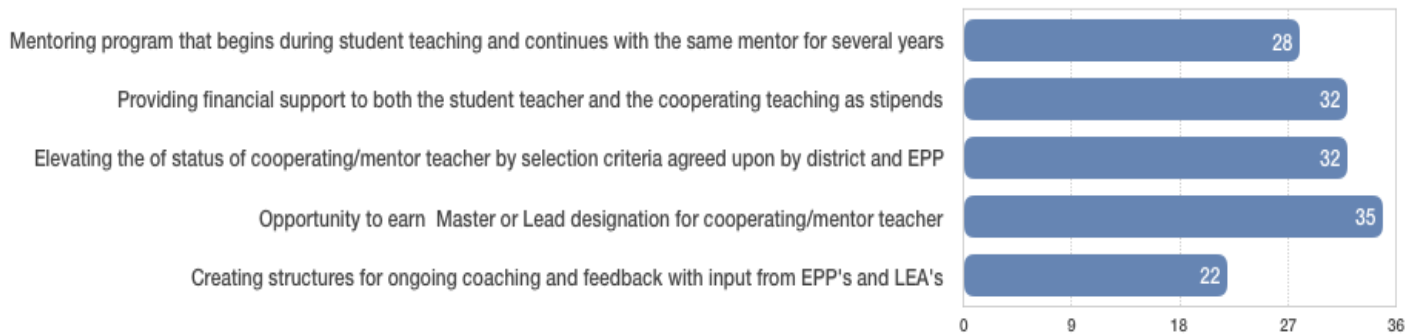 Mentoring program that begins during student teaching and continues with the same mentor for several years 28
Providing financial support to both the student teacher and the cooperating teaching as stipends 32
Elevating the of status of cooperating/mentor teacher by selection criteria agreed upon by district and EPP 32
Opportunity to earn  Master or Lead designation for cooperating/mentor teacher 35
Creating structures for ongoing coaching and feedback with input from EPP's and LEA's 22
0 9 18 27 36